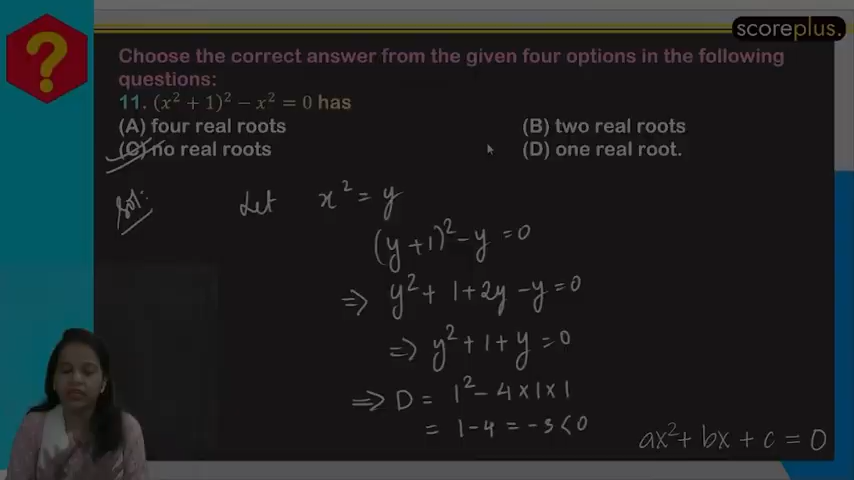 ?
scoreplus.
Choose the correct answer from the given four options in the following
questions:
11. (x² + 1)² − x² = 0 has
(A) four real roots (B) two real roots
(C) no real roots (D) one real root.
Sol:
Let x² = y
(y + 1)² − y = 0
⇒ y² + 1 + 2y − y = 0
⇒ y² + 1 + y = 0
⇒ D = 1² − 4 × 1 × 1
= 1 − 4 = −3 < 0
ax² + bx + c = 0